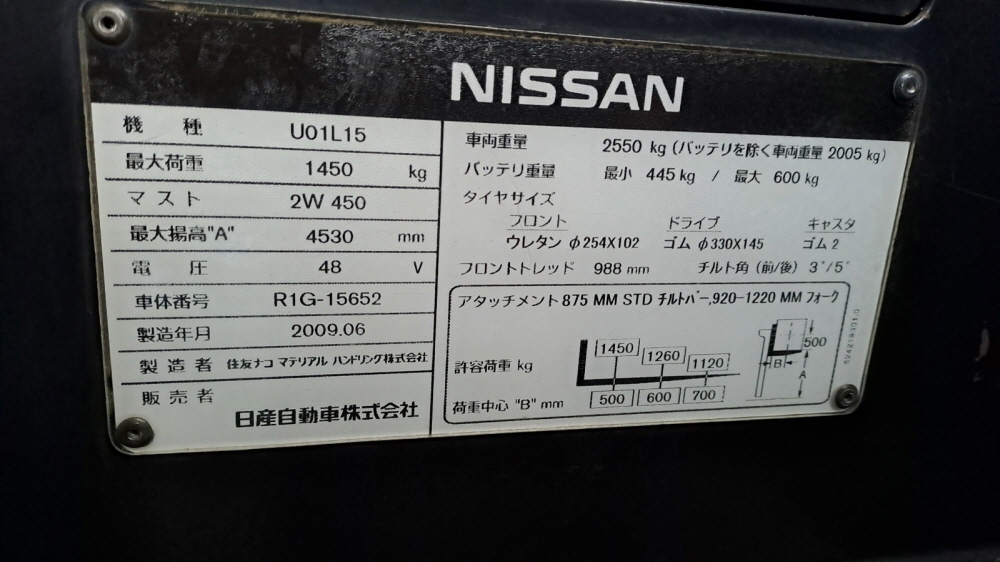 NISSAN
機種 U01L15
最大荷重 1450 kg
マスト 2W 450
最大揚高"A" 4530 mm
電圧 48 V
車体番号 R1G-15652
製造年月 2009.06
製造者 住友ナコ マテリアル ハンドリング株式会社
販売者 日産自動車株式会社
車両重量 2550 kg (バッテリを除く車両重量 2005 kg)
バッテリ重量 最小 445 kg / 最大 600 kg
タイヤサイズ
フロント ドライブ キャスタ
ウレタン φ254X102 ゴム φ330X145 ゴム 2
フロントトレッド 988 mm チルト角 (前/後) 3°/5°
アタッチメント 875 MM STD チルトバー,920-1220 MM フォーク
許容荷重 kg 1450 1260 1120
荷重中心 "B" mm 500 600 700
500
B
A